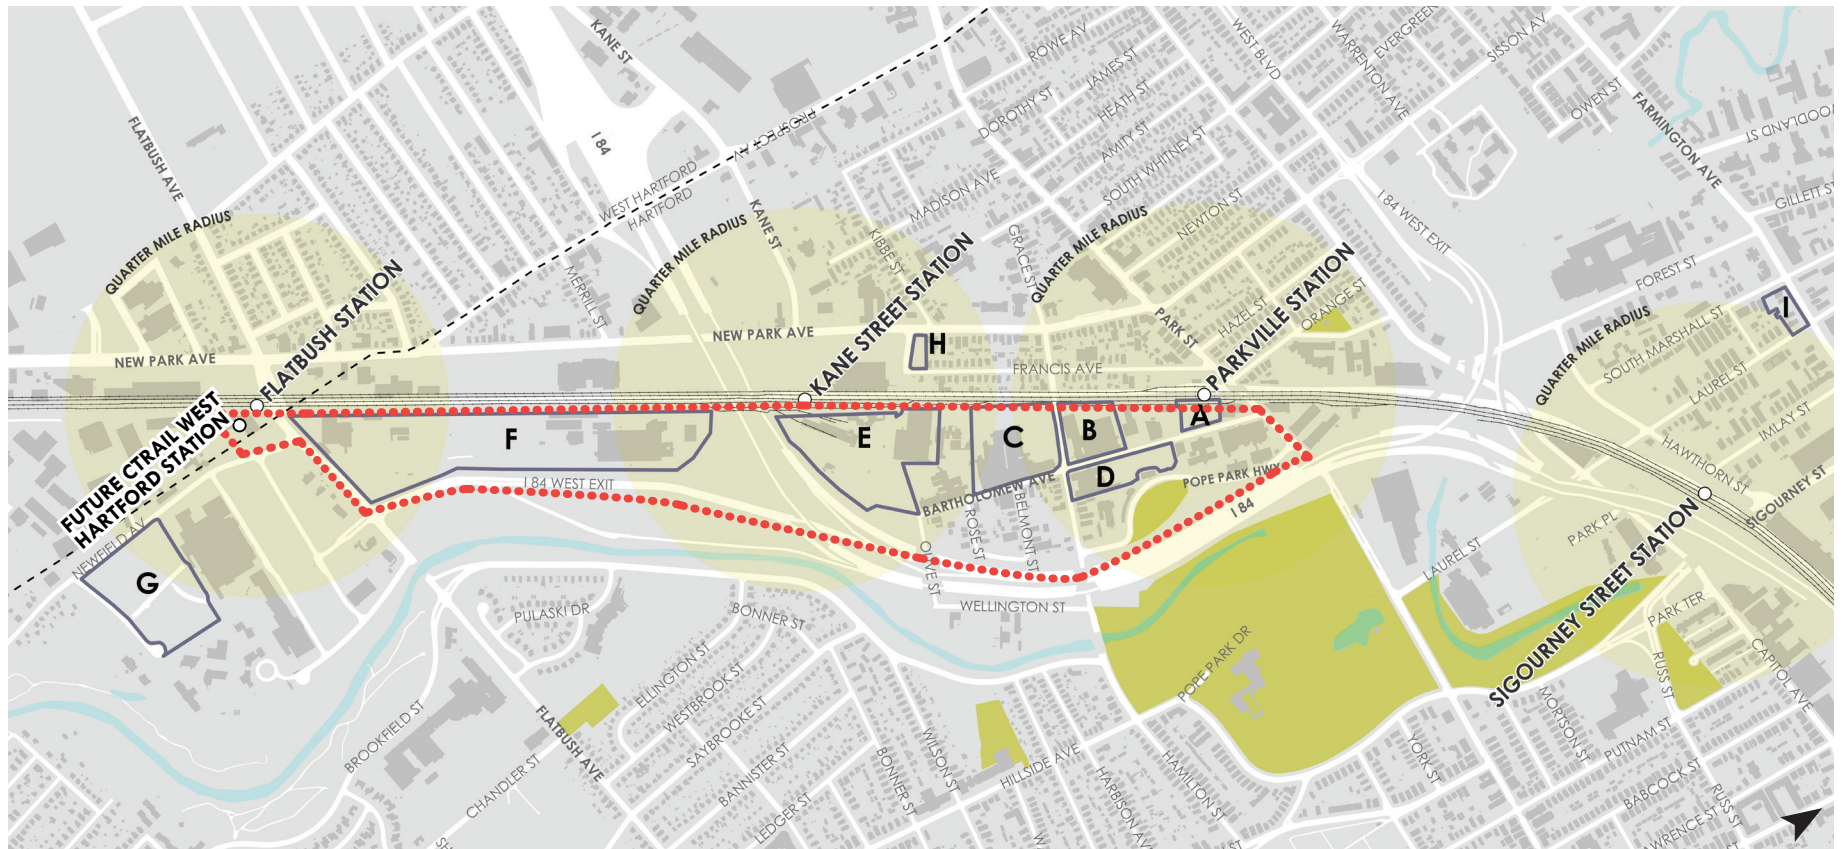 KANE ST
ROWE AV
WEST BLVD
WARRENTON AVE
EVERGREEN
SISSON AV
JAMES ST
HEATH ST
DOROTHY ST
AMITY ST
SOUTH WHITNEY ST
OWEN ST
FARMINGTON AVE
WOODLAND ST
GILLETT ST
FLATBUSH AVE
I 84
PROSPECT AV
WEST HARTFORD
HARTFORD
MADISON AVE
NEWTON ST
I 84 WEST EXIT
FOREST ST
QUARTER MILE RADIUS
QUARTER MILE RADIUS
KANE ST
KIBBE ST
GRACE ST
QUARTER MILE RADIUS
PARK ST
HAZEL ST
ORANGE ST
QUARTER MILE RADIUS
SOUTH MARSHALL ST
I
MERRILL ST
NEW PARK AVE
NEW PARK AVE
H
FRANCIS AVE
LAUREL ST
IMLAY ST
FLATBUSH STATION
KANE STREET STATION
PARKVILLE STATION
FUTURE CTRAIL WEST
HARTFORD STATION
F
E
C
B
A
D
HAWTHORN ST
SIGOURNEY ST
I 84 WEST EXIT
BARTHOLOMEW AVE
POPE PARK HWY
I 84
ROSE ST
BELMONT ST
OLIVE ST
PARK PL
LAUREL ST
SIGOURNEY STREET STATION
NEWFIELD AV
G
PULASKI DR
BONNER ST
WELLINGTON ST
PARK TER
RUSS ST
CAPITOL AVE
ELLINGTON ST
WESTBROOK ST
SAYBROOKE ST
POPE PARK DR
BROOKFIELD ST
FLATBUSH AVE
CHANDLER ST
BANNISTER ST
LEDGER ST
BONNER ST
WILSON ST
HILLSIDE AVE
HARBISON AV
HAMILTON ST
YORK ST
MORTSON ST
PUTNAM ST
BABCOCK ST
RUSS ST
LAWRENCE ST